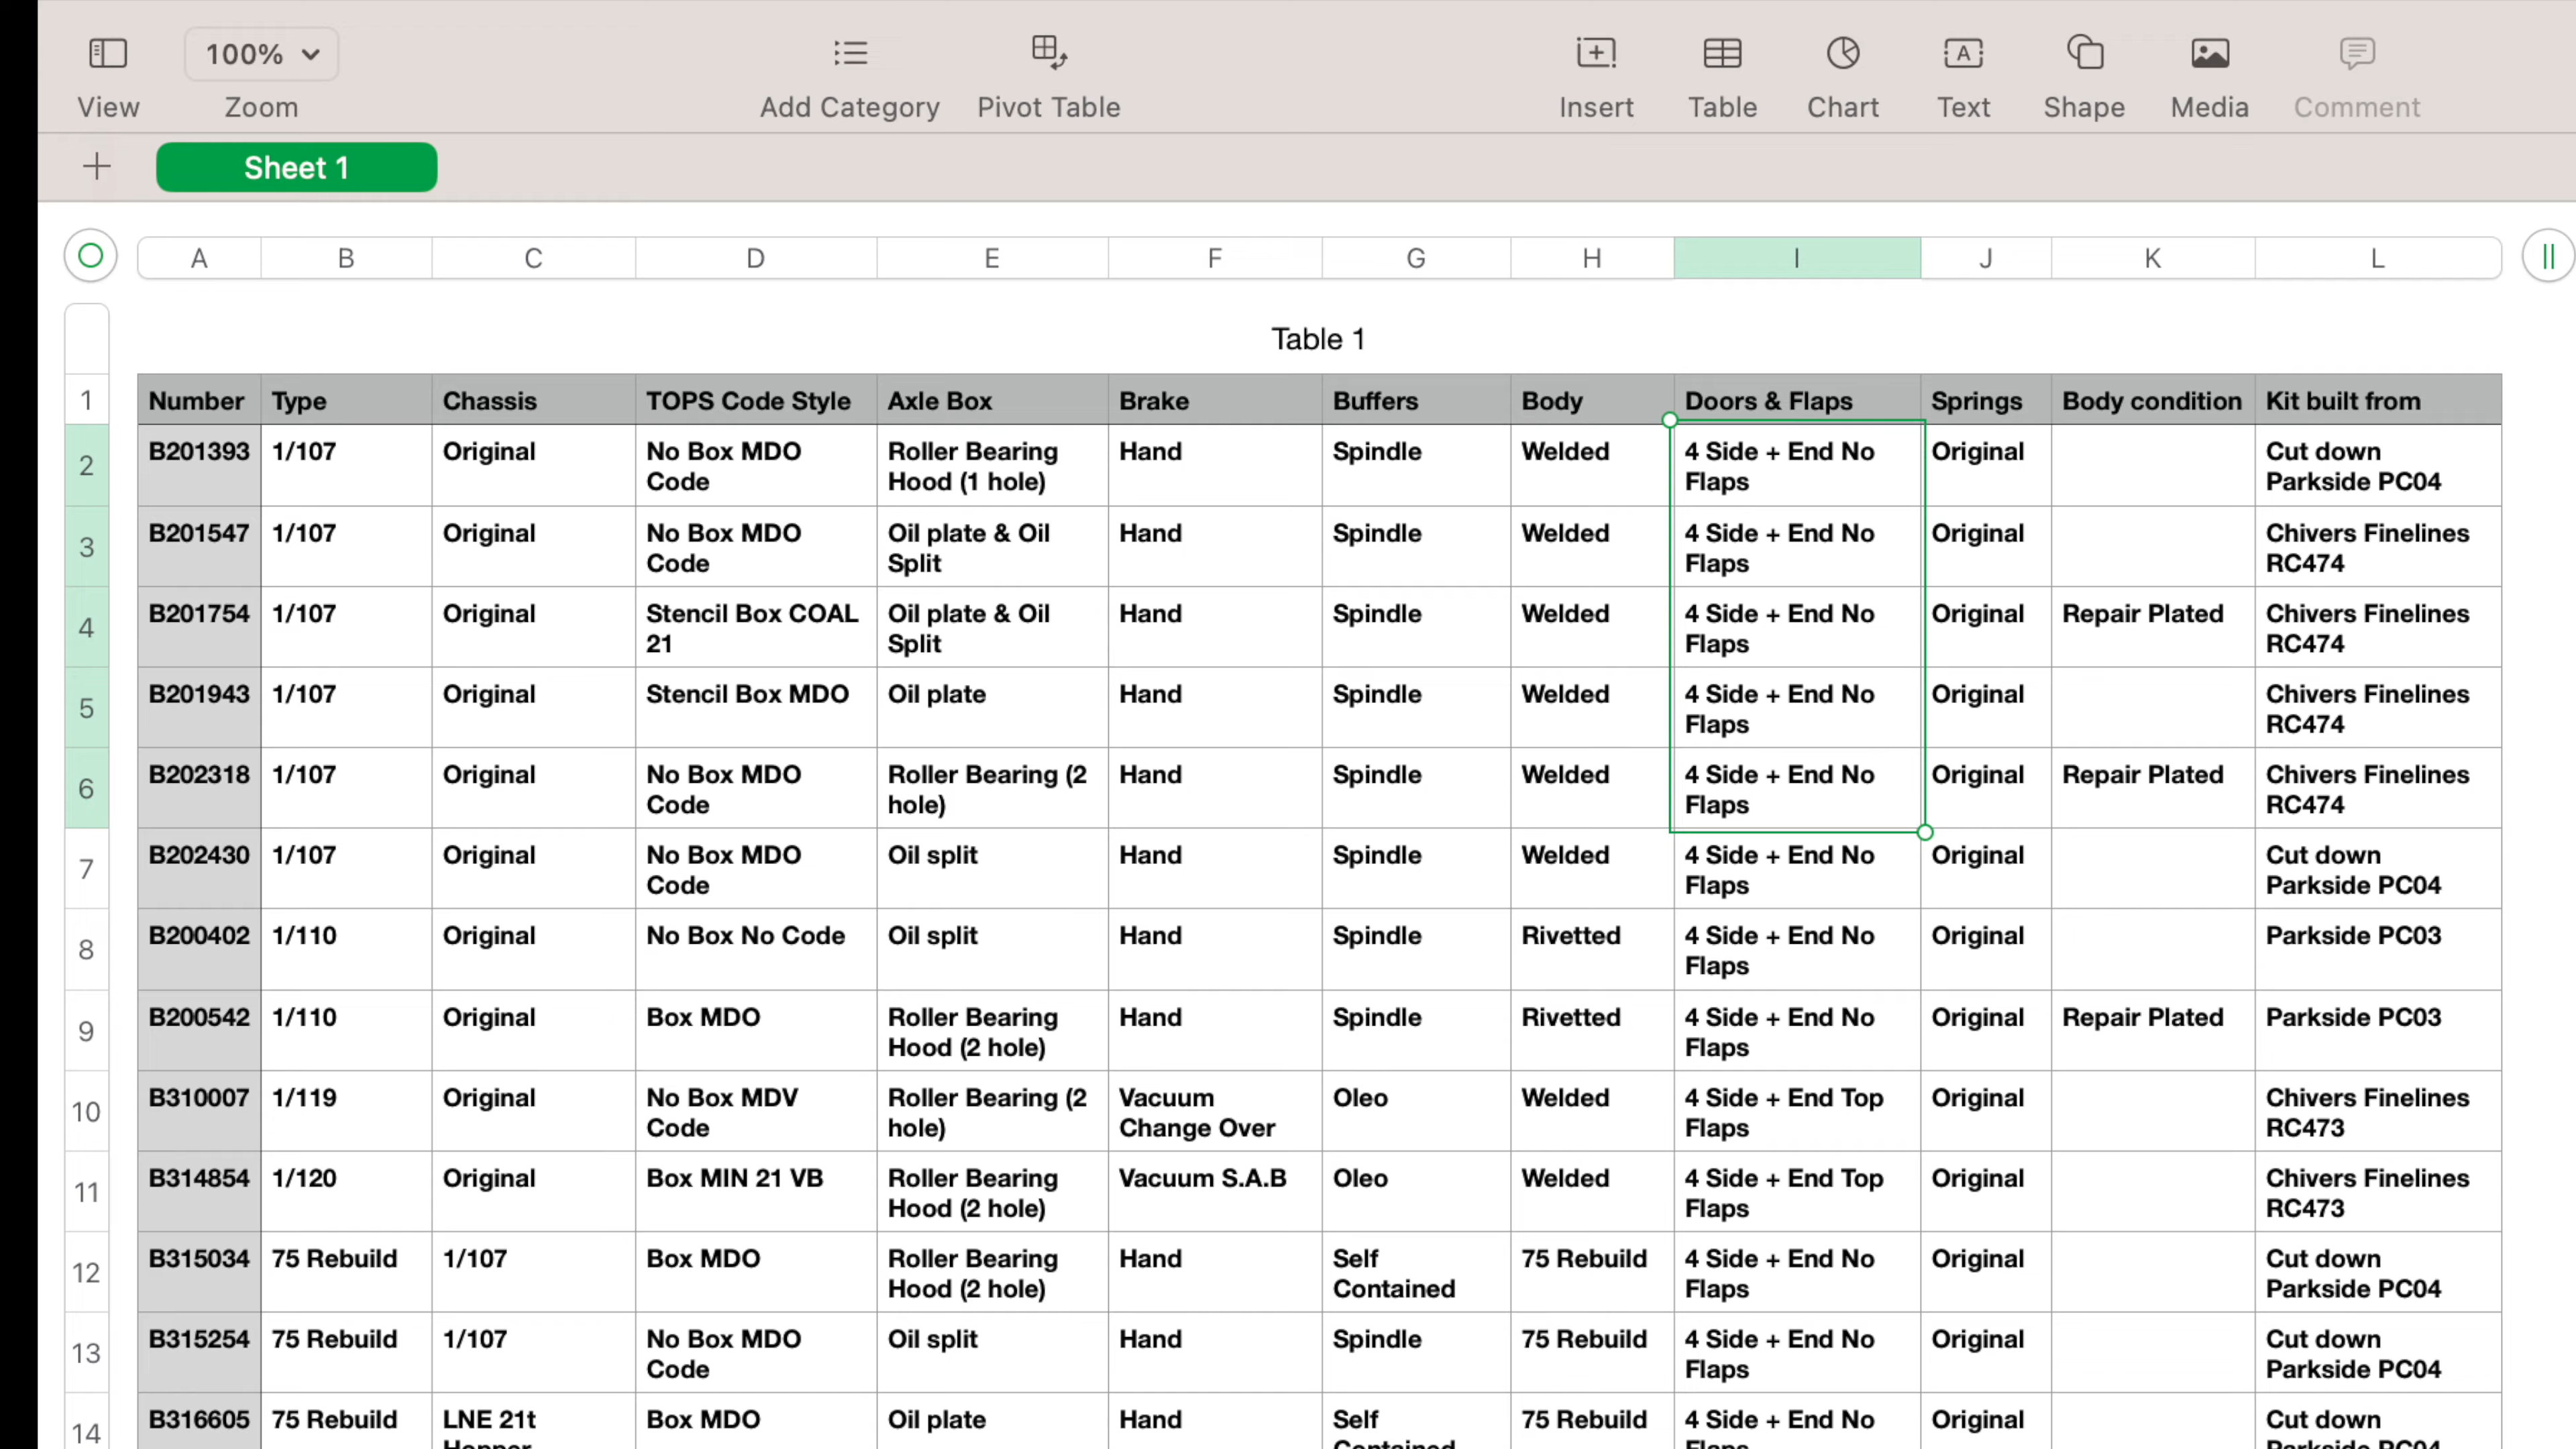 100%
View Zoom Add Category Pivot Table Insert Table Chart Text Shape Media Comment
Sheet 1
A B C D E F G H I J K L
Table 1
1 Number Type Chassis TOPS Code Style Axle Box Brake Buffers Body Doors & Flaps Springs Body condition Kit built from
2 B201393 1/107 Original No Box MDO Code Roller Bearing Hood (1 hole) Hand Spindle Welded 4 Side + End No Flaps Original Cut down Parkside PC04
3 B201547 1/107 Original No Box MDO Code Oil plate & Oil Split Hand Spindle Welded 4 Side + End No Flaps Original Chivers Finelines RC474
4 B201754 1/107 Original Stencil Box COAL 21 Oil plate & Oil Split Hand Spindle Welded 4 Side + End No Flaps Original Repair Plated Chivers Finelines RC474
5 B201943 1/107 Original Stencil Box MDO Oil plate Hand Spindle Welded 4 Side + End No Flaps Original Chivers Finelines RC474
6 B202318 1/107 Original No Box MDO Code Roller Bearing (2 hole) Hand Spindle Welded 4 Side + End No Flaps Original Repair Plated Chivers Finelines RC474
7 B202430 1/107 Original No Box MDO Code Oil split Hand Spindle Welded 4 Side + End No Flaps Original Cut down Parkside PC04
8 B200402 1/110 Original No Box No Code Oil split Hand Spindle Rivetted 4 Side + End No Flaps Original Parkside PC03
9 B200542 1/110 Original Box MDO Roller Bearing Hood (2 hole) Hand Spindle Rivetted 4 Side + End No Flaps Original Repair Plated Parkside PC03
10 B310007 1/119 Original No Box MDV Code Roller Bearing (2 hole) Vacuum Change Over Oleo Welded 4 Side + End Top Flaps Original Chivers Finelines RC473
11 B314854 1/120 Original Box MIN 21 VB Roller Bearing Hood (2 hole) Vacuum S.A.B Oleo Welded 4 Side + End Top Flaps Original Chivers Finelines RC473
12 B315034 75 Rebuild 1/107 Box MDO Roller Bearing Hood (2 hole) Hand Self Contained 75 Rebuild 4 Side + End No Flaps Original Cut down Parkside PC04
13 B315254 75 Rebuild 1/107 No Box MDO Code Oil split Hand Spindle 75 Rebuild 4 Side + End No Flaps Original Cut down Parkside PC04
14 B316605 75 Rebuild LNE 21t Box MDO Oil plate Hand Self 75 Rebuild 4 Side + End No Original Cut down